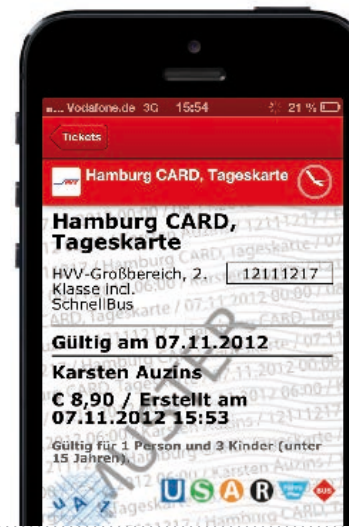 Vodafone.de 3G 15:54 21 %
Tickets
HVV Hamburg CARD, Tageskarte
Hamburg CARD,
Tageskarte
HVV-Großbereich, 2. 12111217
Klasse incl.
SchnellBus
Gültig am 07.11.2012
Karsten Auzins
€ 8,90 / Erstellt am
07.11.2012 15:53
Gültig für 1 Person und 3 Kinder (unter
15 Jahren).
MUSTER
U S A R BUS
U A Z